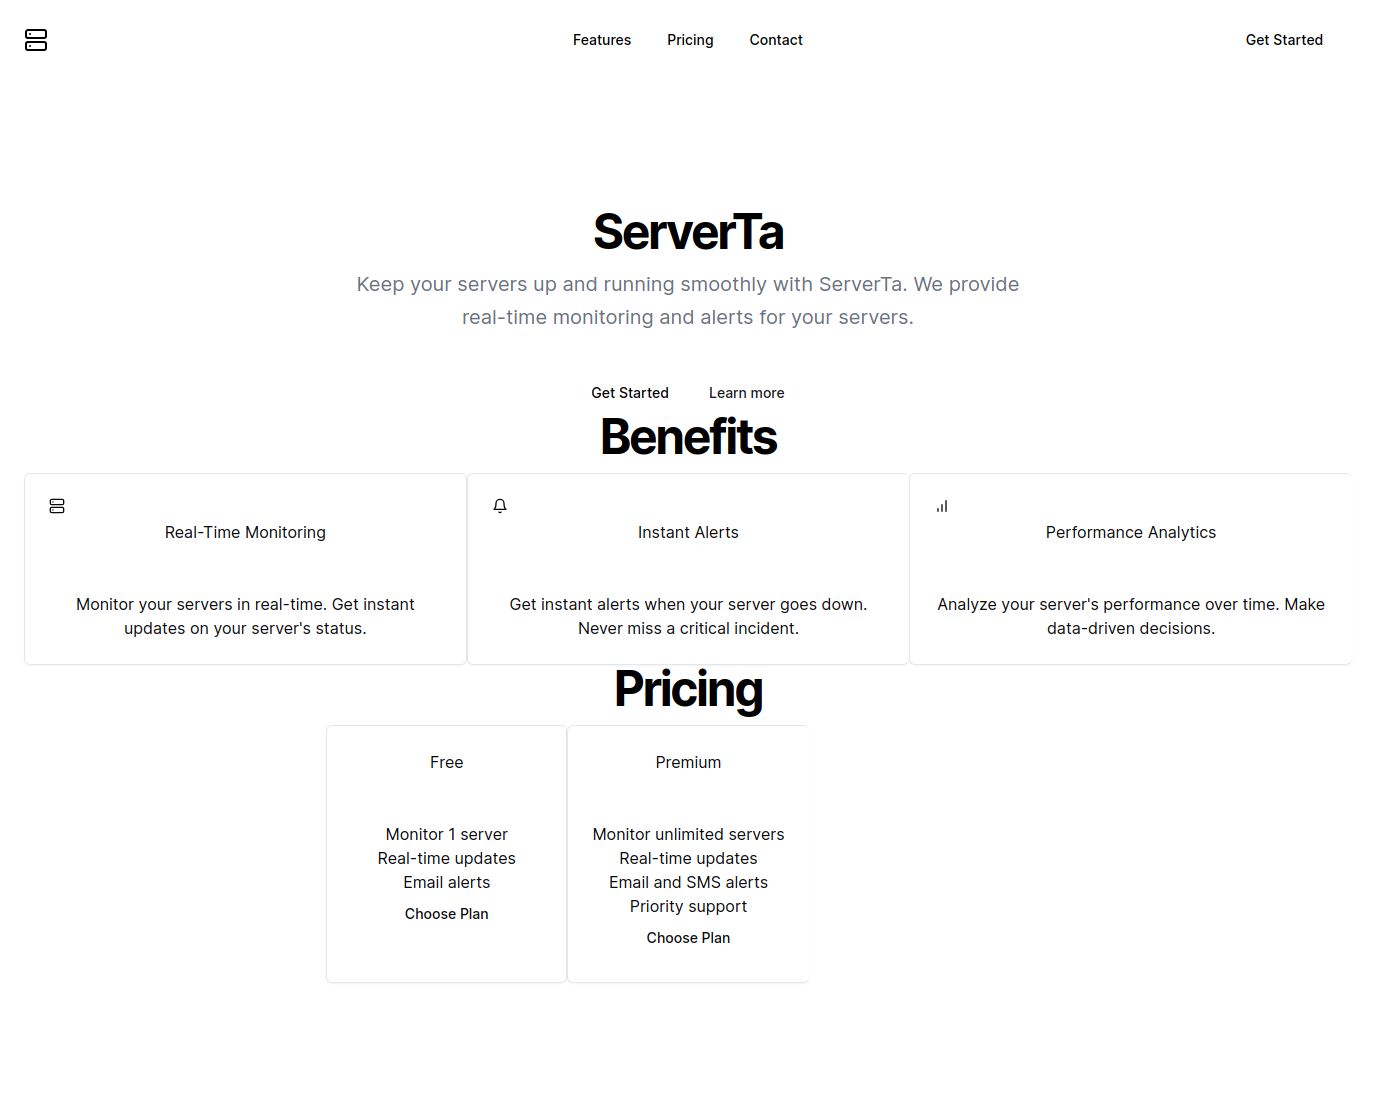 Features
Pricing
Contact
Get Started
ServerTa
Keep your servers up and running smoothly with ServerTa. We provide
real-time monitoring and alerts for your servers.
Get Started
Learn more
Benefits
Real-Time Monitoring
Monitor your servers in real-time. Get instant
updates on your server's status.
Instant Alerts
Get instant alerts when your server goes down.
Never miss a critical incident.
Performance Analytics
Analyze your server's performance over time. Make
data-driven decisions.
Pricing
Free
Monitor 1 server
Real-time updates
Email alerts
Choose Plan
Premium
Monitor unlimited servers
Real-time updates
Email and SMS alerts
Priority support
Choose Plan